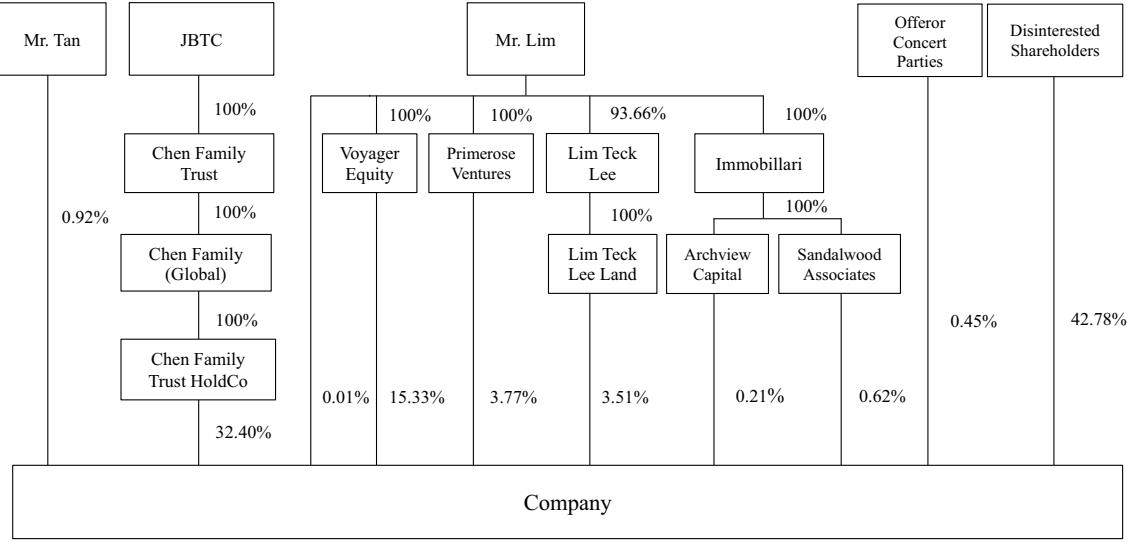 Mr. Tan
JBTC
Mr. Lim
Offeror
Concert
Parties
Disinterested
Shareholders
100%
100%
100%
93.66%
100%
Chen Family
Trust
Voyager
Equity
Primerose
Ventures
Lim Teck
Lee
Immobillari
0.92%
100%
100%
100%
Chen Family
(Global)
Lim Teck
Lee Land
Archview
Capital
Sandalwood
Associates
100%
0.45%
42.78%
Chen Family
Trust HoldCo
0.01%
15.33%
3.77%
3.51%
0.21%
0.62%
32.40%
Company